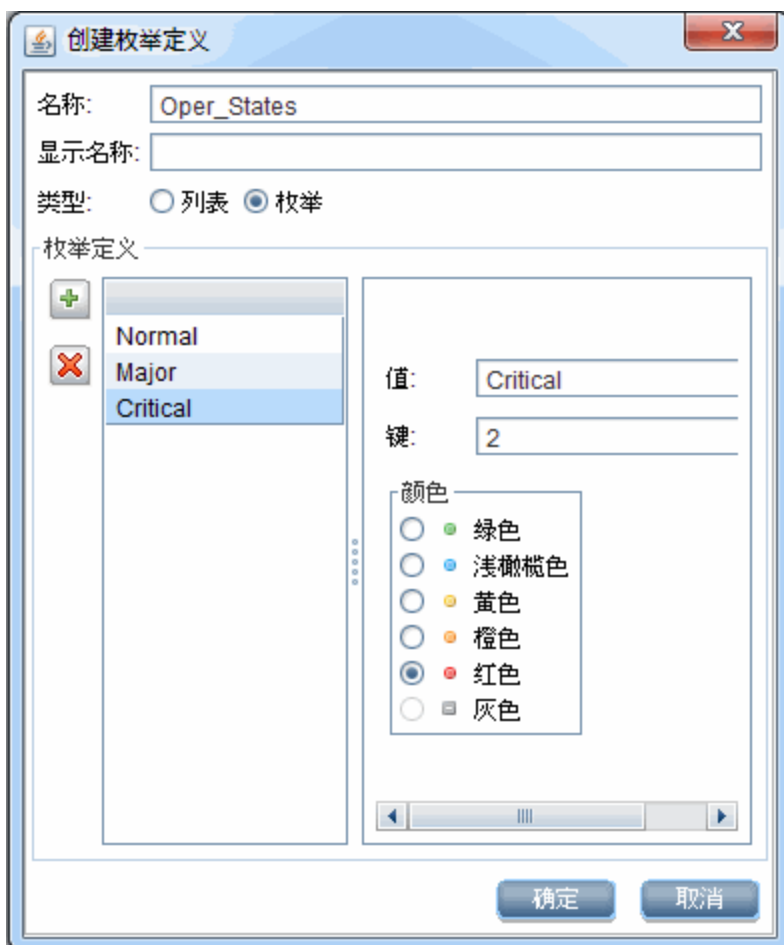 创建枚举定义
名称: Oper_States
显示名称:
类型: 列表 枚举
枚举定义
Normal
Major
Critical
值: Critical
键: 2
颜色
绿色
浅橄榄色
黄色
橙色
红色
灰色
确定 取消